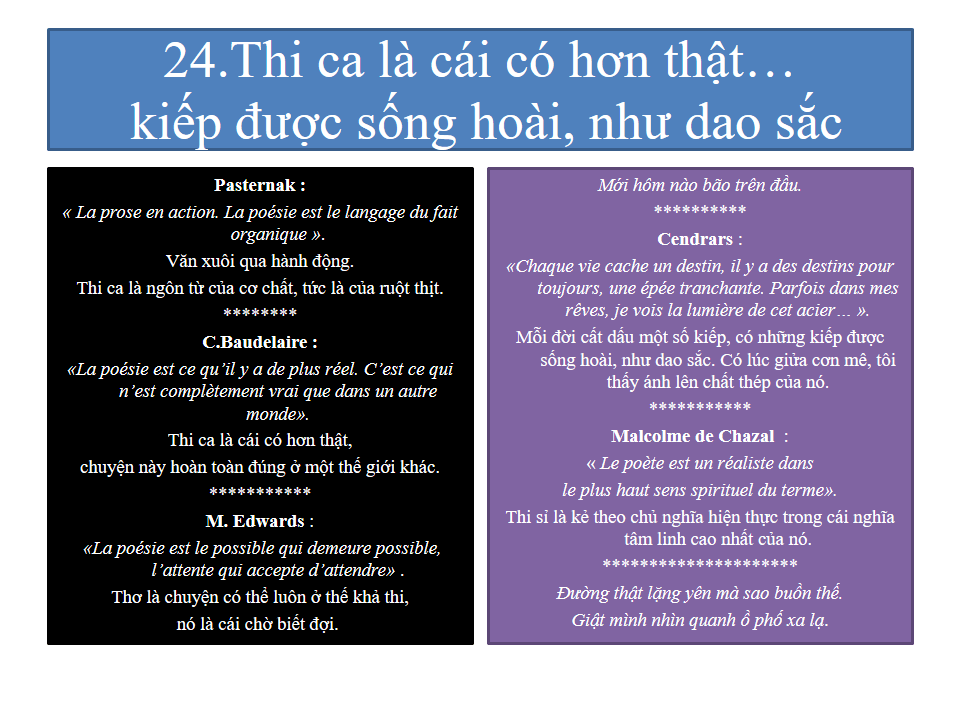 24.Thi ca là cái có hơn thật…
kiếp được sống hoài, như dao sắc
Pasternak :
« La prose en action. La poésie est le langage du fait
organique ».
Văn xuôi qua hành động.
Thi ca là ngôn từ của cơ chất, tức là của ruột thịt.
********
C.Baudelaire :
«La poésie est ce qu’il y a de plus réel. C’est ce qui
n’est complètement vrai que dans un autre
monde».
Thi ca là cái có hơn thật,
chuyện này hoàn toàn đúng ở một thế giới khác.
***********
M. Edwards :
«La poésie est le possible qui demeure possible,
l’attente qui accepte d’attendre» .
Thơ là chuyện có thể luôn ở thế khả thi,
nó là cái chờ biết đợi.
Mới hôm nào bão trên đầu.
**********
Cendrars :
«Chaque vie cache un destin, il y a des destins pour
toujours, une épée tranchante. Parfois dans mes
rêves, je vois la lumière de cet acier… ».
Mỗi đời cất dấu một số kiếp, có những kiếp được
sống hoài, như dao sắc. Có lúc giửa cơn mê, tôi
thấy ánh lên chất thép của nó.
***********
Malcolme de Chazal  :
« Le poète est un réaliste dans
le plus haut sens spirituel du terme».
Thi sỉ là kẻ theo chủ nghĩa hiện thực trong cái nghĩa
tâm linh cao nhất của nó.
*********************
Đường thật lặng yên mà sao buồn thế.
Giật mình nhìn quanh ồ phố xa lạ.